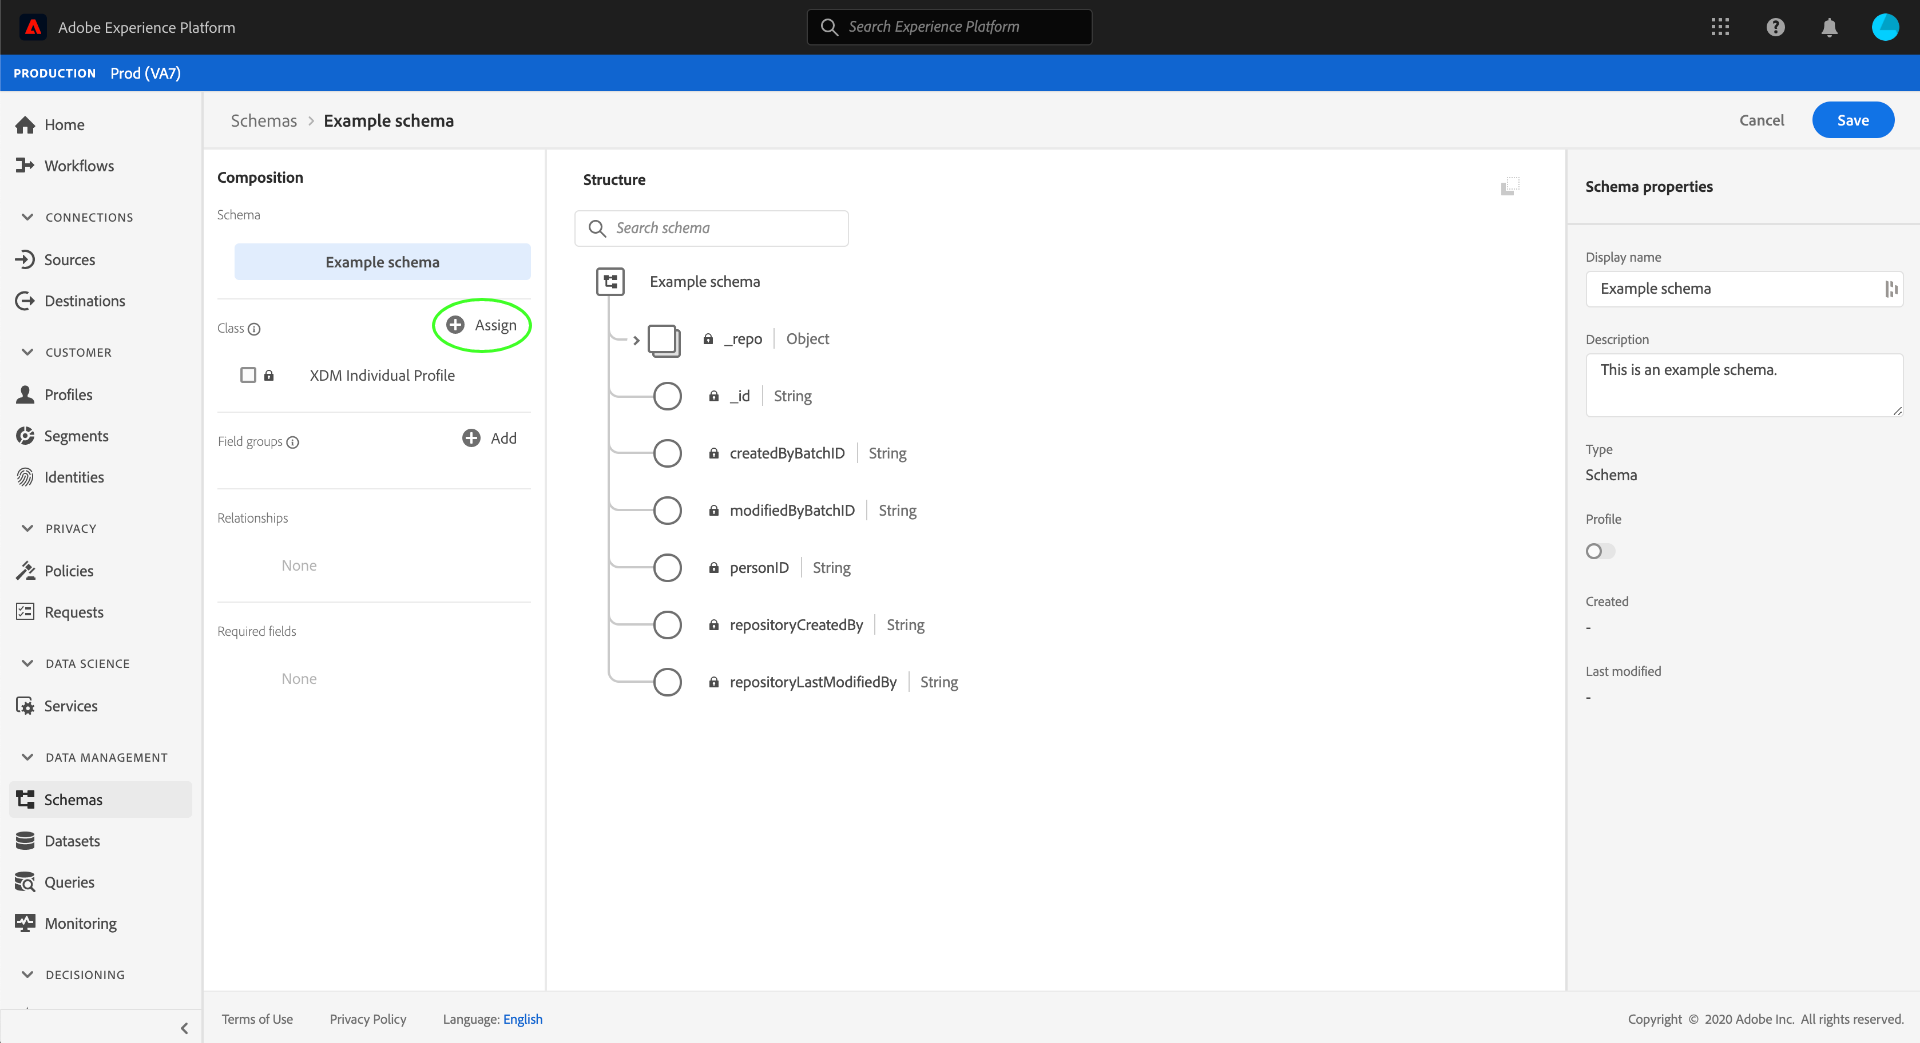 Adobe Experience Platform
Search Experience Platform
PRODUCTION Prod (VA7)
Home
Workflows
CONNECTIONS
Sources
Destinations
CUSTOMER
Profiles
Segments
Identities
PRIVACY
Policies
Requests
DATA SCIENCE
Services
DATA MANAGEMENT
Schemas
Datasets
Queries
Monitoring
DECISIONING
Schemas > Example schema
Cancel
Save
Composition
Schema
Example schema
Class
Assign
XDM Individual Profile
Field groups
Add
Relationships
None
Required fields
None
Structure
Search schema
Example schema
_repo | Object
_id | String
createdByBatchID | String
modifiedByBatchID | String
personID | String
repositoryCreatedBy | String
repositoryLastModifiedBy | String
Schema properties
Display name
Example schema
Description
This is an example schema.
Type
Schema
Profile
Created
-
Last modified
-
Terms of Use Privacy Policy Language: English
Copyright © 2020 Adobe Inc. All rights reserved.